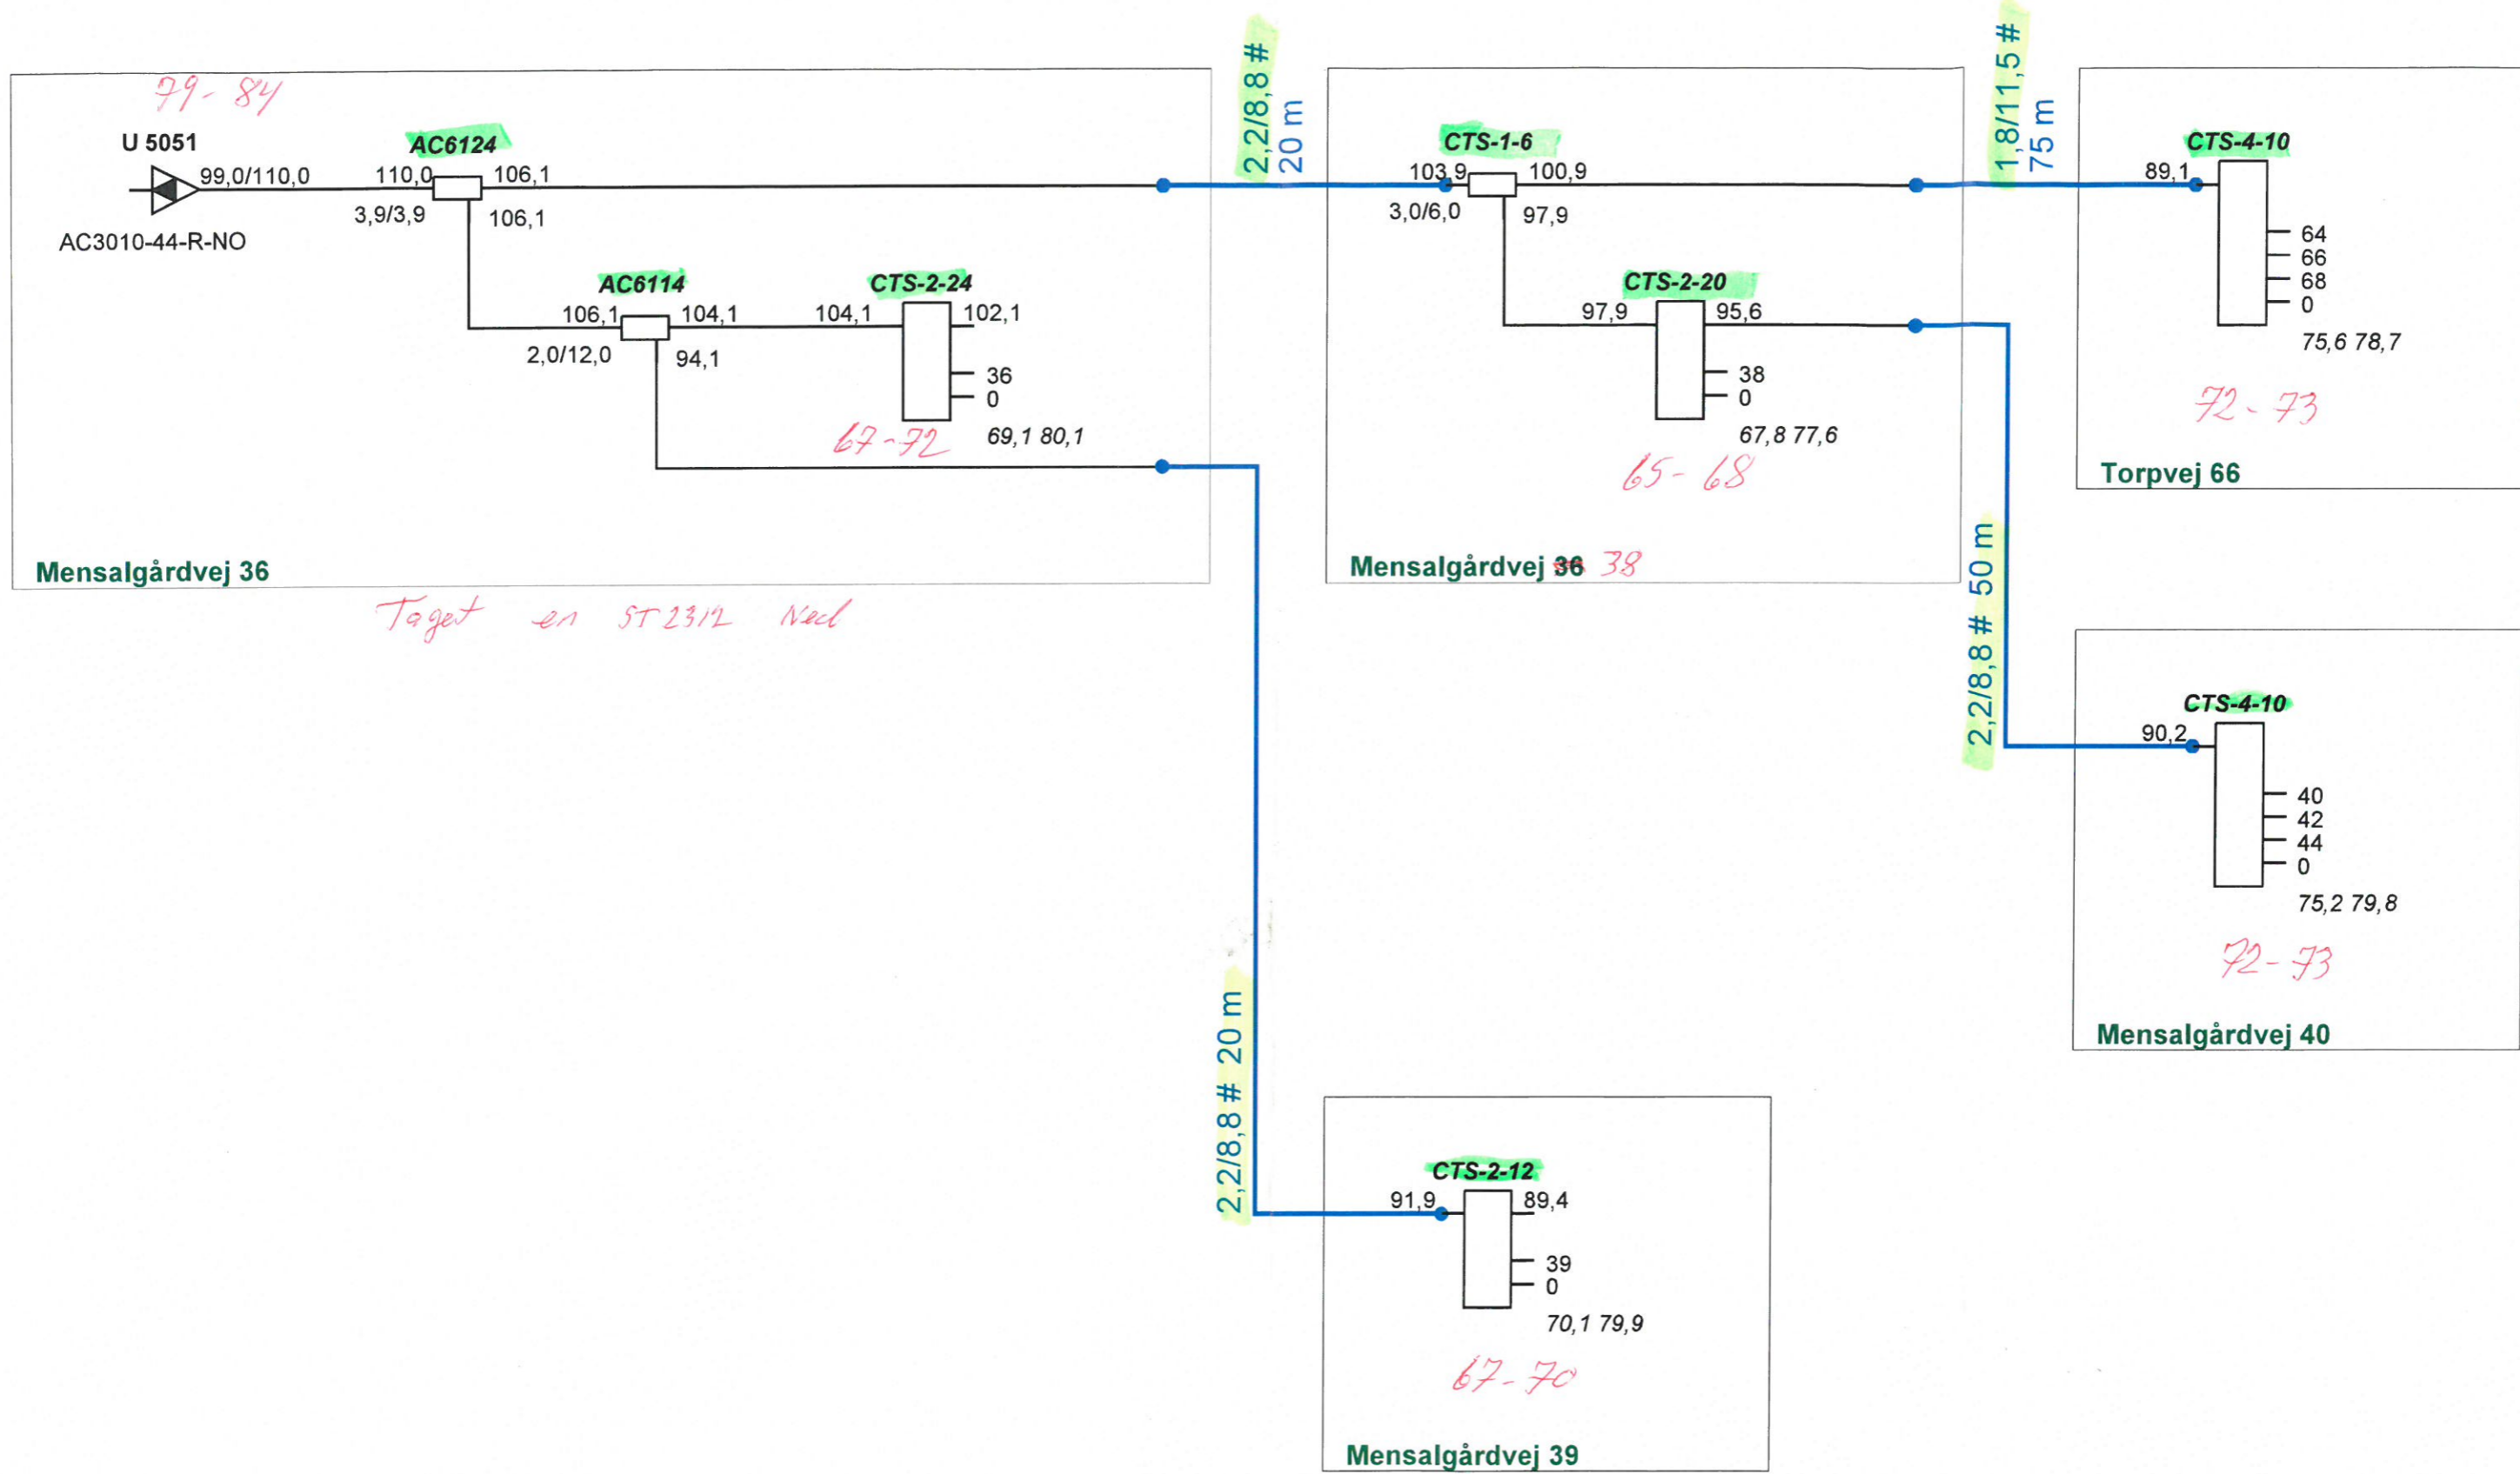 79-84
U 5051
99,0/110,0
AC3010-44-R-NO
AC6124
110,0
106,1
3,9/3,9
106,1
AC6114
106,1
104,1
2,0/12,0
94,1
CTS-2-24
104,1
102,1
36
0
69,1 80,1
67-72
Mensalgårdvej 36
Taget en ST2312 Ned
2,2/8,8 #
20 m
CTS-1-6
103,9
100,9
3,0/6,0
97,9
CTS-2-20
97,9
95,6
38
0
67,8 77,6
65-68
Mensalgårdvej 36 38
1,8/11,5 #
75 m
CTS-4-10
89,1
64
66
68
0
75,6 78,7
72-73
Torpvej 66
2,2/8,8 # 50 m
CTS-4-10
90,2
40
42
44
0
75,2 79,8
72-73
Mensalgårdvej 40
2,2/8,8 # 20 m
CTS-2-12
91,9
89,4
39
0
70,1 79,9
67-70
Mensalgårdvej 39